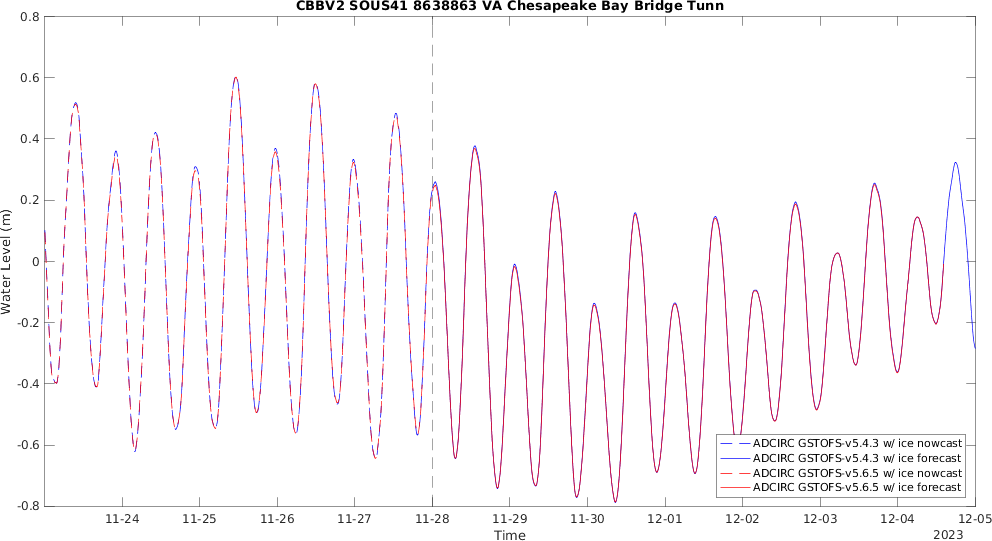 CBBV2 SOUS41 8638863 VA Chesapeake Bay Bridge Tunn
Water Level (m)
0.8
0.6
0.4
0.2
0
-0.2
-0.4
-0.6
-0.8
ADCIRC GSTOFS-v5.4.3 w/ ice nowcast
ADCIRC GSTOFS-v5.4.3 w/ ice forecast
ADCIRC GSTOFS-v5.6.5 w/ ice nowcast
ADCIRC GSTOFS-v5.6.5 w/ ice forecast
11-24 11-25 11-26 11-27 11-28 11-29 11-30 12-01 12-02 12-03 12-04 12-05
Time
2023